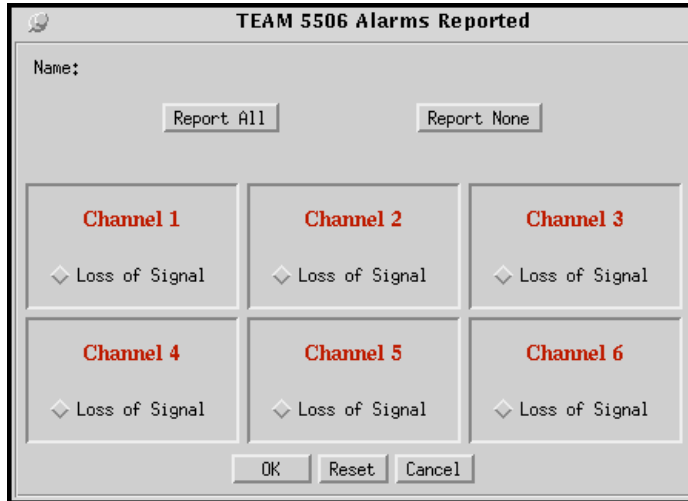 TEAM 5506 Alarms Reported
Name:
Report All Report None
Channel 1 Channel 2 Channel 3
Loss of Signal Loss of Signal Loss of Signal
Channel 4 Channel 5 Channel 6
Loss of Signal Loss of Signal Loss of Signal
OK Reset Cancel